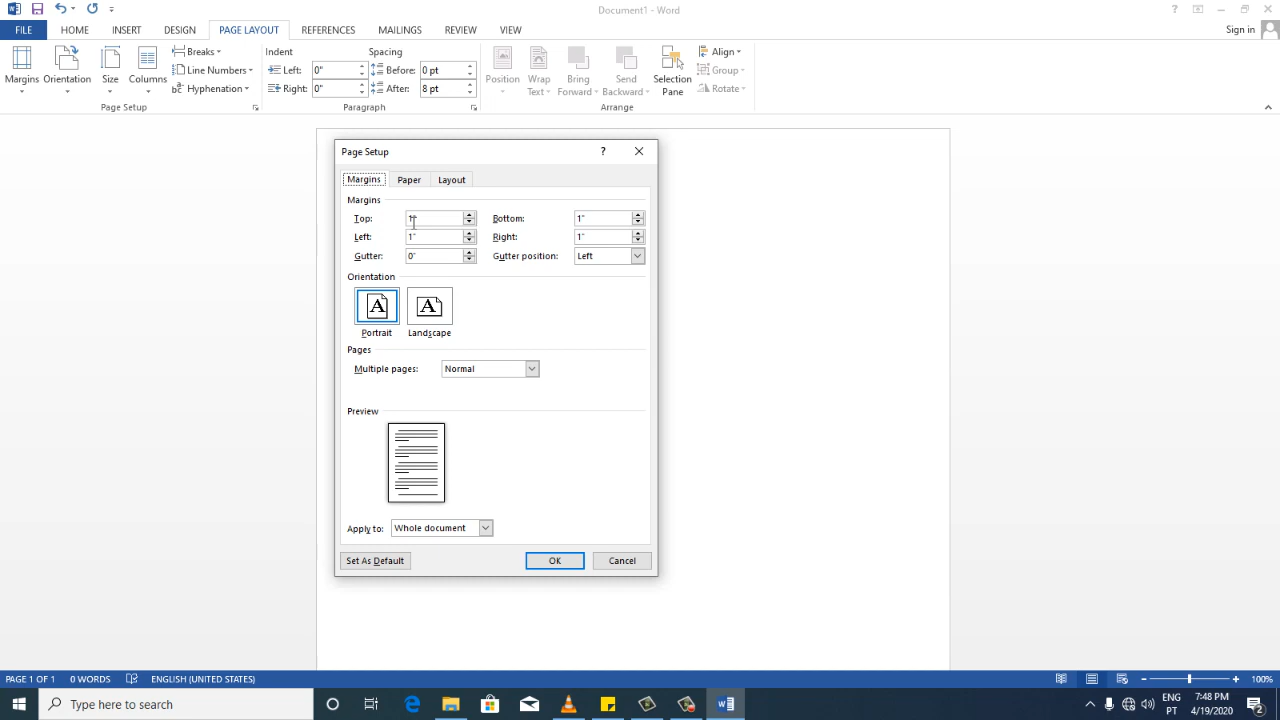 Document1 - Word
FILE HOME INSERT DESIGN PAGE LAYOUT REFERENCES MAILINGS REVIEW VIEW Sign in
Margins Orientation Size Columns
Breaks
Line Numbers
Hyphenation
Page Setup
Indent Spacing
Left: 0" Before: 0 pt
Right: 0" After: 8 pt
Paragraph
Position Wrap Text Bring Forward Send Backward Selection Pane
Align
Group
Rotate
Arrange
Page Setup
Margins Paper Layout
Margins
Top: 1" Bottom: 1"
Left: 1" Right: 1"
Gutter: 0" Gutter position: Left
Orientation
A A
Portrait Landscape
Pages
Multiple pages: Normal
Preview
Apply to: Whole document
Set As Default OK Cancel
PAGE 1 OF 1 0 WORDS ENGLISH (UNITED STATES) 100%
Type here to search
ENG 7:48 PM
PT 4/19/2020
2